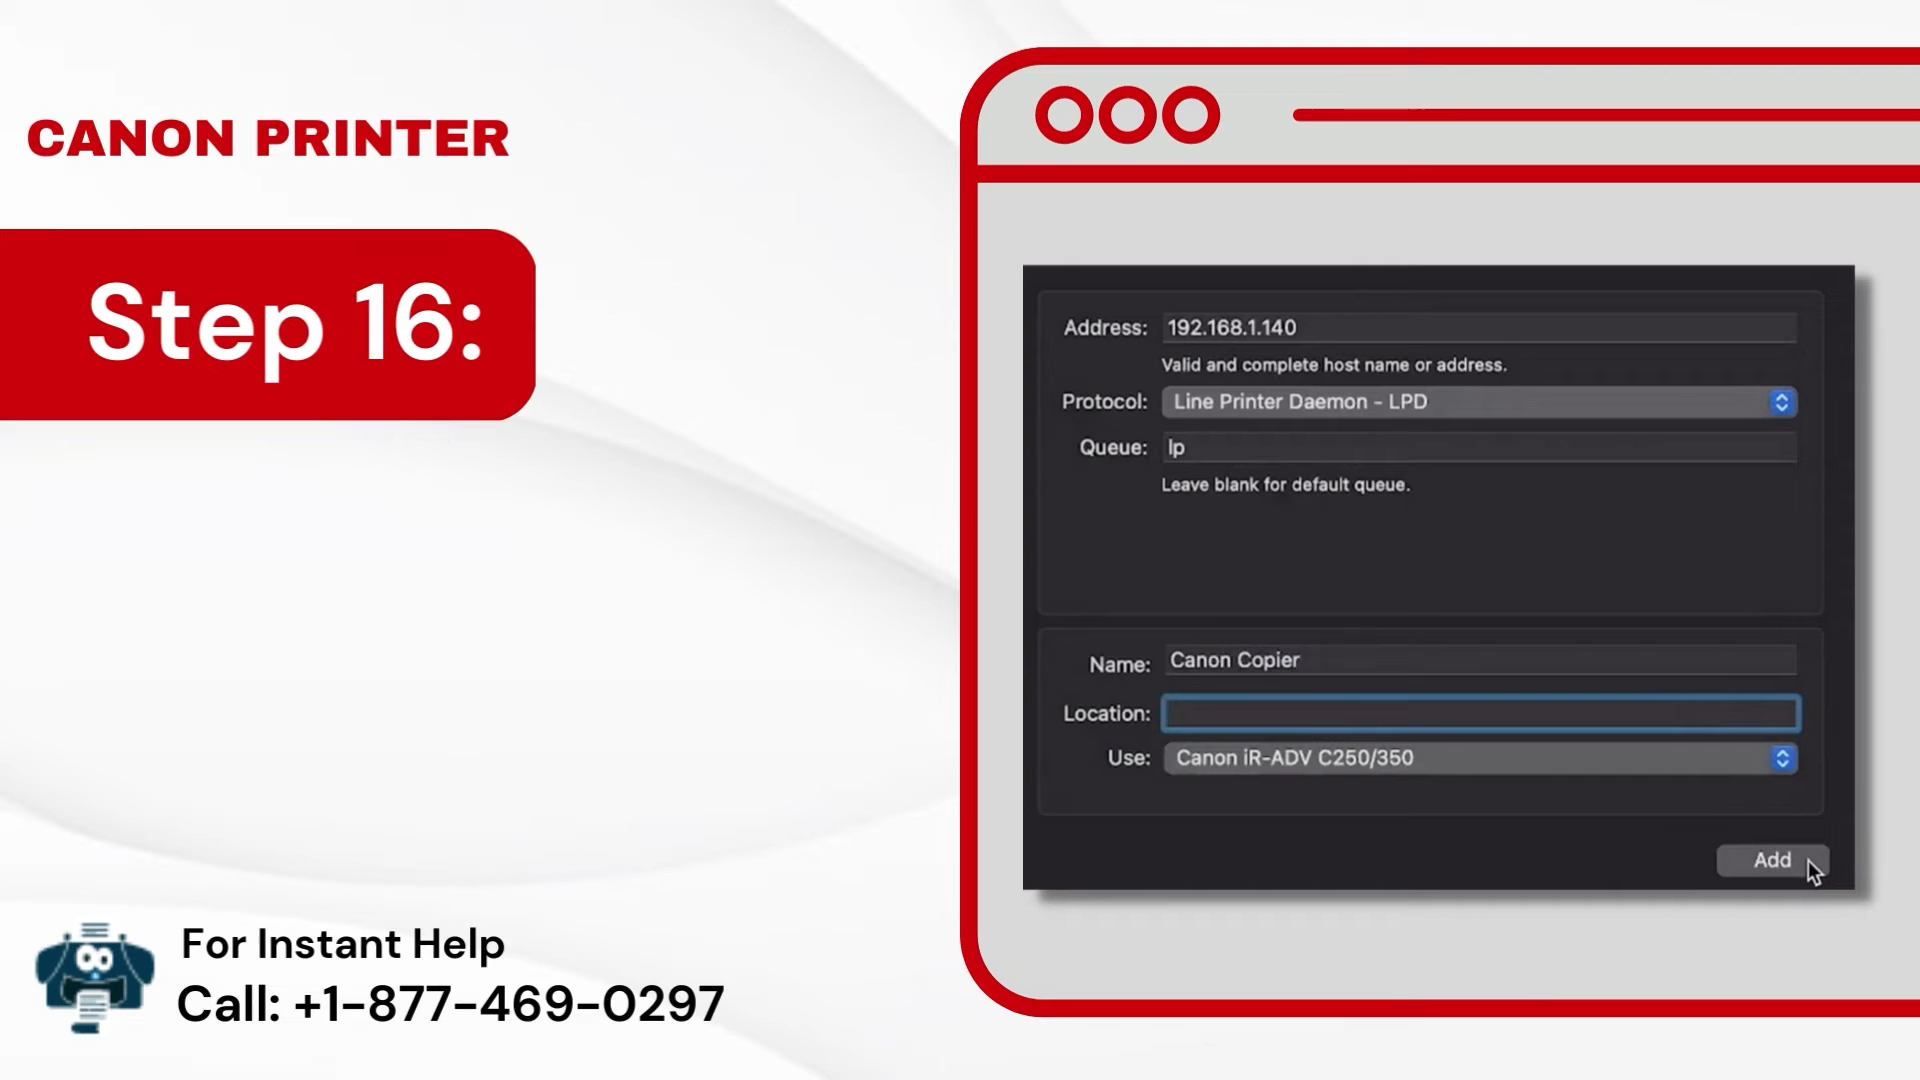 CANON PRINTER
Step 16:
Address: 192.168.1.140
Valid and complete host name or address.
Protocol: Line Printer Daemon - LPD
Queue: lp
Leave blank for default queue.
Name: Canon Copier
Location:
Use: Canon iR-ADV C250/350
Add
For Instant Help
Call: +1-877-469-0297